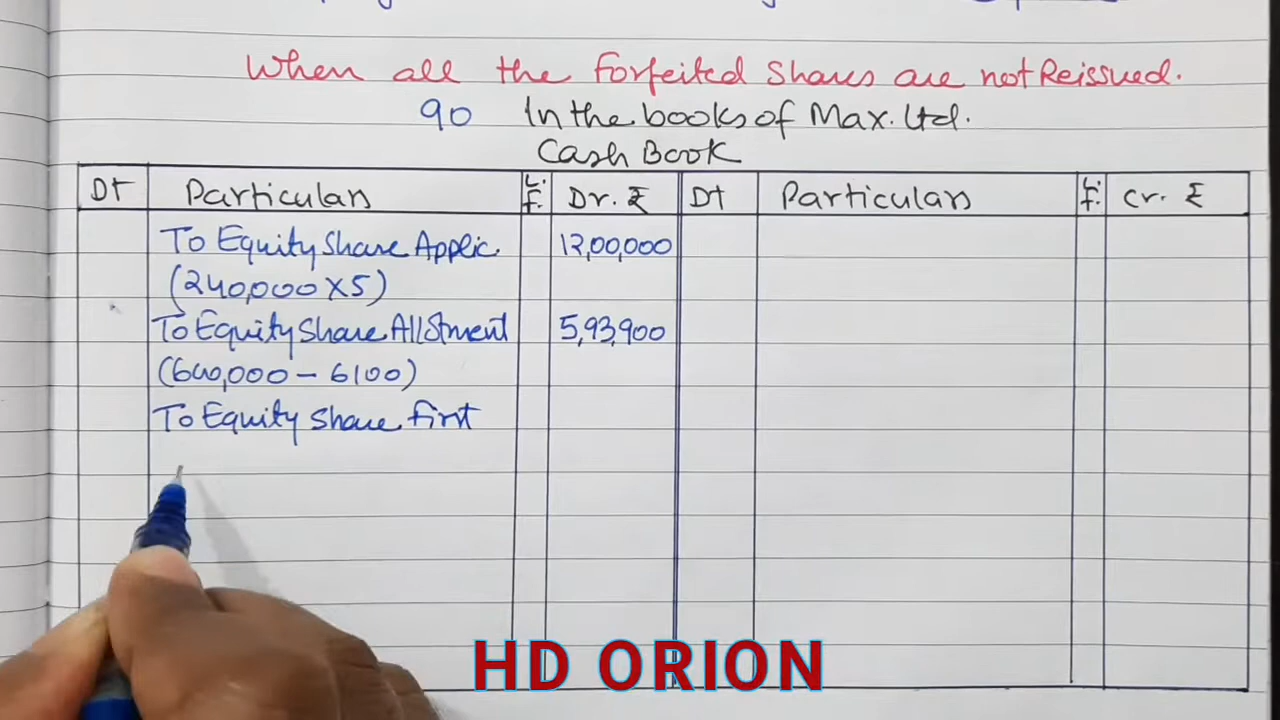 When all the forfeited Shares are not Reissued.
90 In the books of Max. Ltd.
Cash Book
Dt Particulars L.F. Dr. ₹ Dt Particulars L.F. Cr. ₹
To Equity Share Applic. 12,00,000
(240,000 X 5)
To Equity Share Allotment 5,93,900
(600,000 - 6100)
To Equity Share first
HD ORION